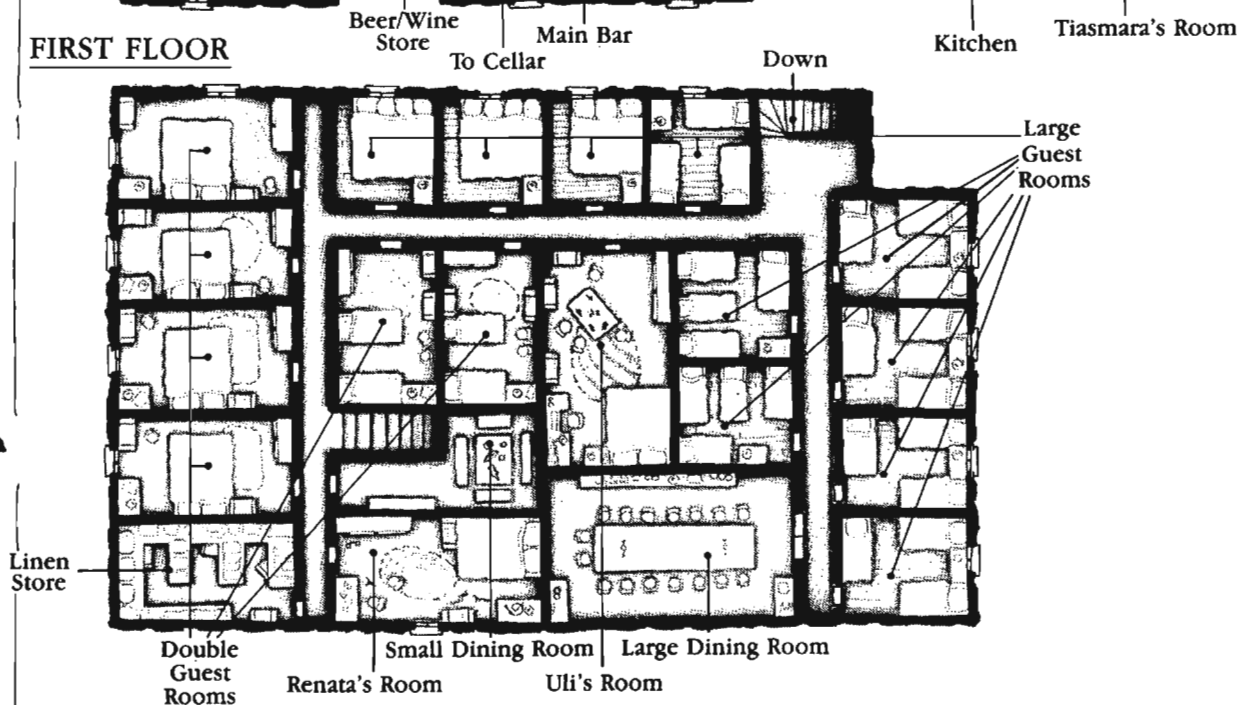 Beer/Wine
Store
To Cellar
Main Bar
Kitchen
Tiasmara's Room
FIRST FLOOR
Down
Large
Guest
Rooms
Linen
Store
Double
Guest
Rooms
Renata's Room
Small Dining Room
Uli's Room
Large Dining Room